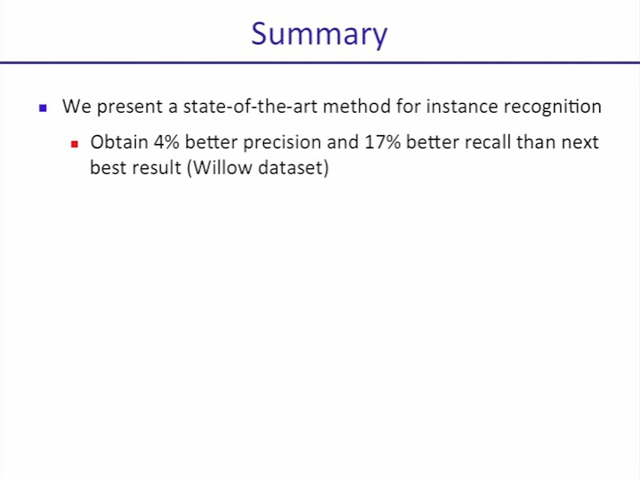 Summary
We present a state-of-the-art method for instance recognition
Obtain 4% better precision and 17% better recall than next
best result (Willow dataset)